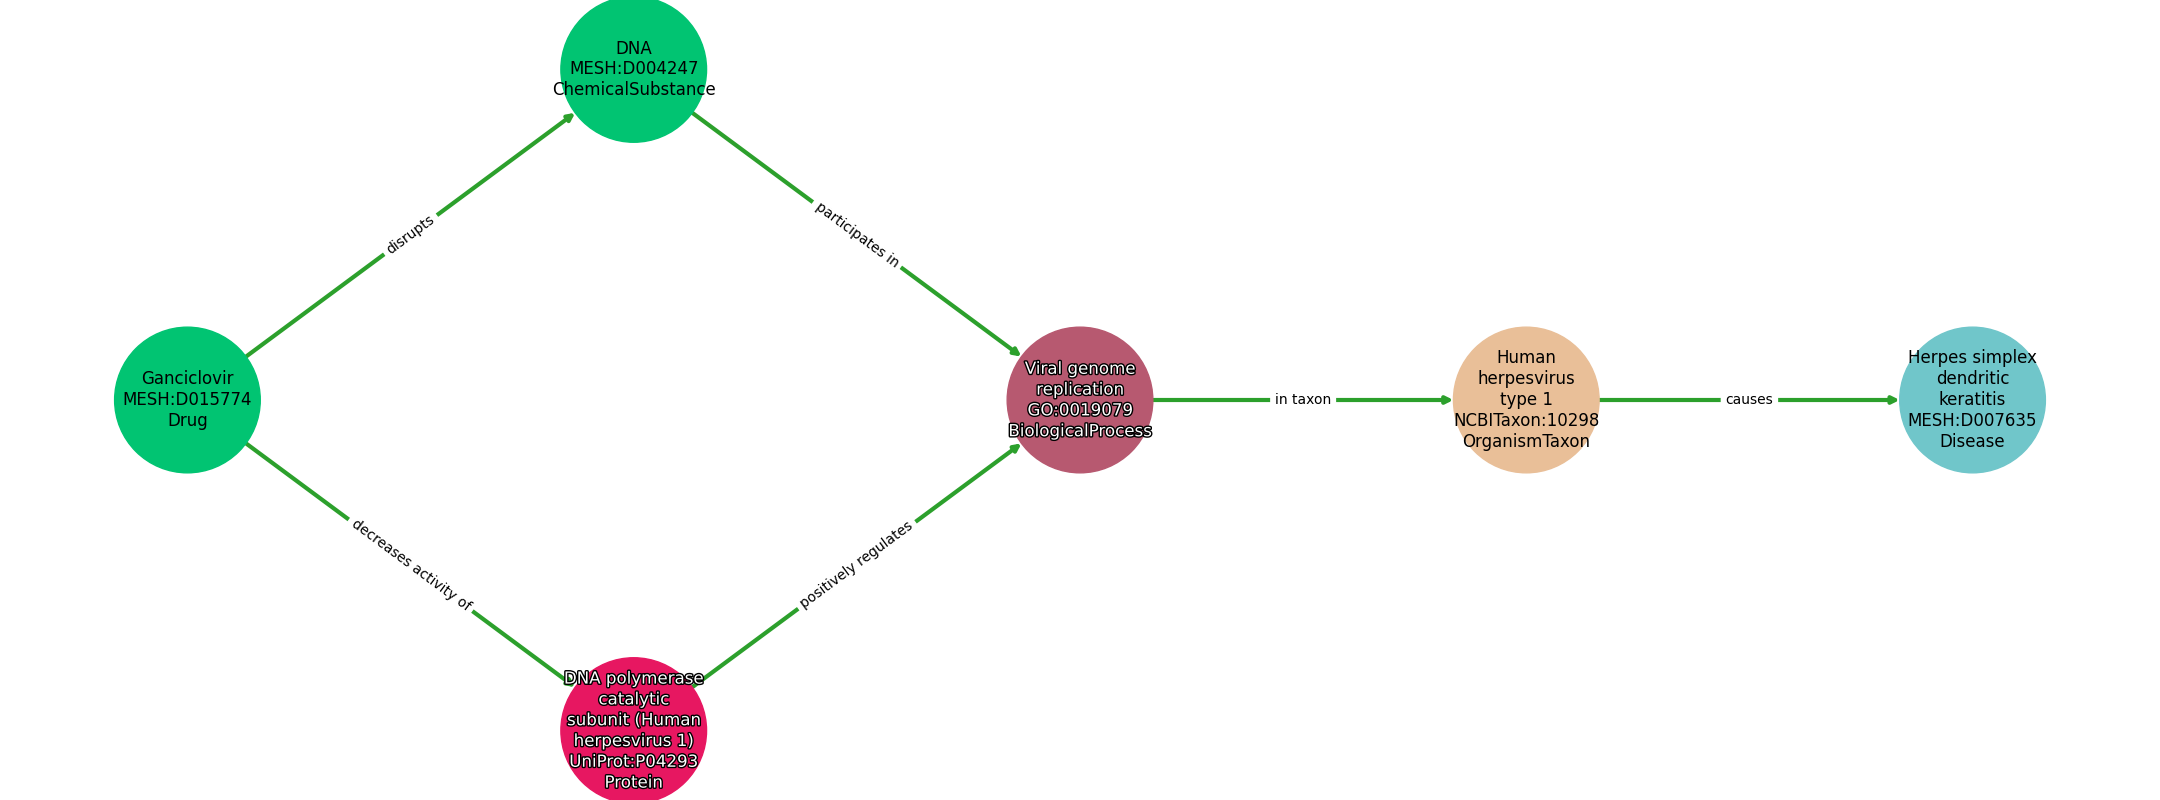 DNA
MESH:D004247
ChemicalSubstance
disrupts
participates in
Ganciclovir
MESH:D015774
Drug
Viral genome
replication
GO:0019079
BiologicalProcess
in taxon
Human
herpesvirus
type 1
NCBITaxon:10298
OrganismTaxon
causes
Herpes simplex
dendritic
keratitis
MESH:D007635
Disease
decreases activity of
positively regulates
DNA polymerase
catalytic
subunit (Human
herpesvirus 1)
UniProt:P04293
Protein